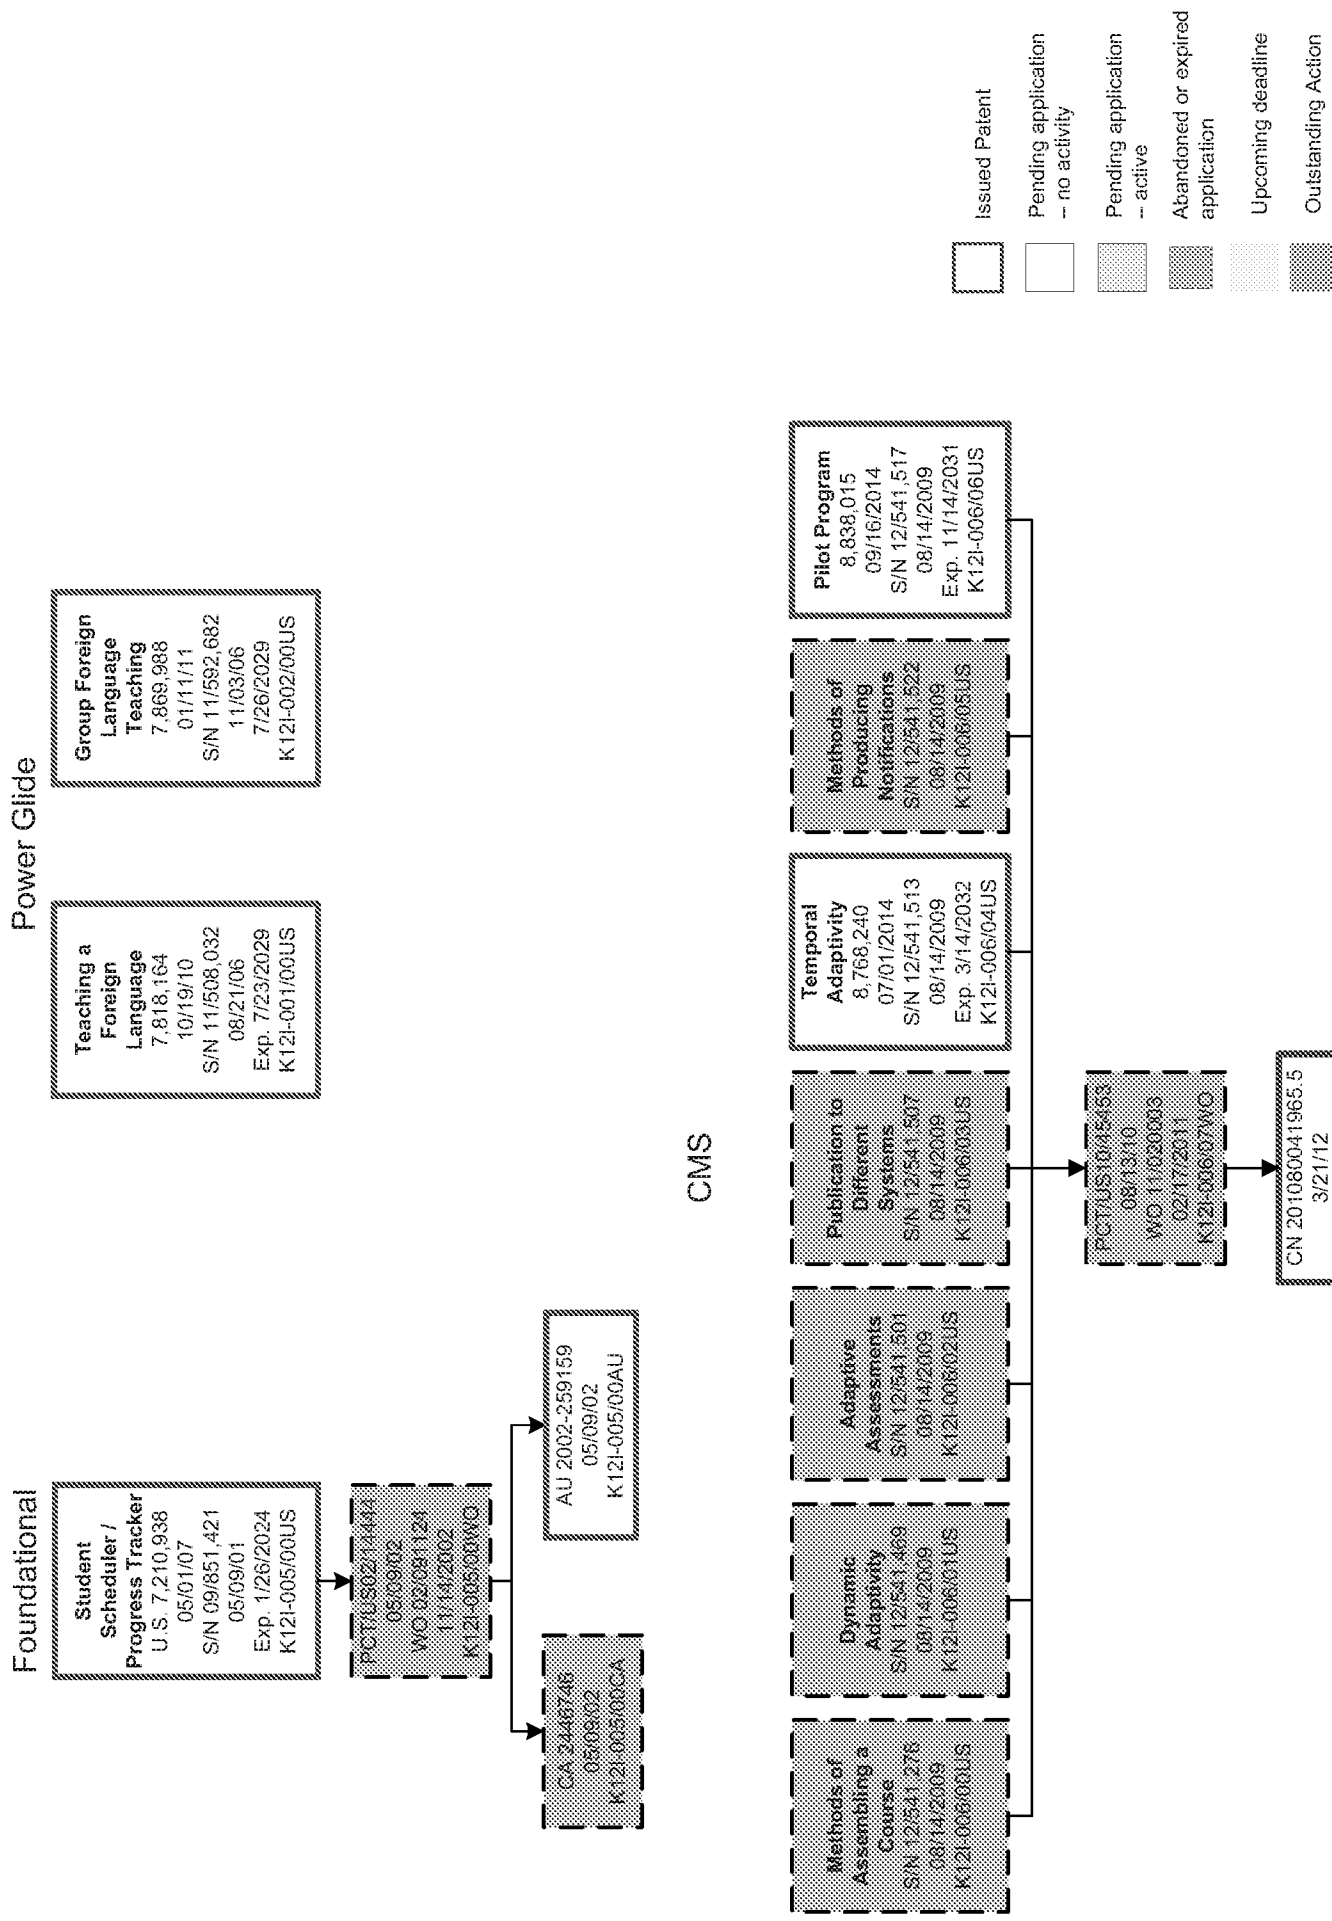 Foundational
Student
Scheduler /
Progress Tracker
U.S. 7,210,938
05/01/07
S/N 09/851,421
05/09/01
Exp. 1/26/2024
K12I-005/00US
PCT/US02/14444
05/09/02
WO 02/091124
11/14/2002
K12I-005/00WO
CA 2446746
05/09/02
K12I-005/00CA
AU 2002-259159
05/09/02
K12I-005/00AU
Power Glide
Teaching a
Foreign
Language
7,818,164
10/19/10
S/N 11/508,032
08/21/06
Exp. 7/23/2029
K12I-001/00US
Group Foreign
Language
Teaching
7,869,988
01/11/11
S/N 11/592,682
11/03/06
7/26/2029
K12I-002/00US
CMS
Methods of
Assembling a
Course
S/N 12/541,276
08/14/2009
K12I-006/00US
Dynamic
Adaptivity
S/N 12/541,469
08/14/2009
K12I-006/01US
Adaptive
Assessments
S/N 12/541,501
08/14/2009
K12I-006/02US
Publication to
Different
Systems
S/N 12/541,507
08/14/2009
K12I-006/03US
Temporal
Adaptivity
8,768,240
07/01/2014
S/N 12/541,513
08/14/2009
Exp. 3/14/2032
K12I-006/04US
Methods of
Producing
Notifications
S/N 12/541,522
08/14/2009
K12I-006/05US
Pilot Program
8,838,015
09/16/2014
S/N 12/541,517
08/14/2009
Exp. 11/14/2031
K12I-006/06US
PCT/US10/45453
08/13/10
WO 11/020003
02/17/2011
K12I-006/07WO
CN 201080041965.5
3/21/12
Issued Patent
Pending application
-- no activity
Pending application
-- active
Abandoned or expired
application
Upcoming deadline
Outstanding Action